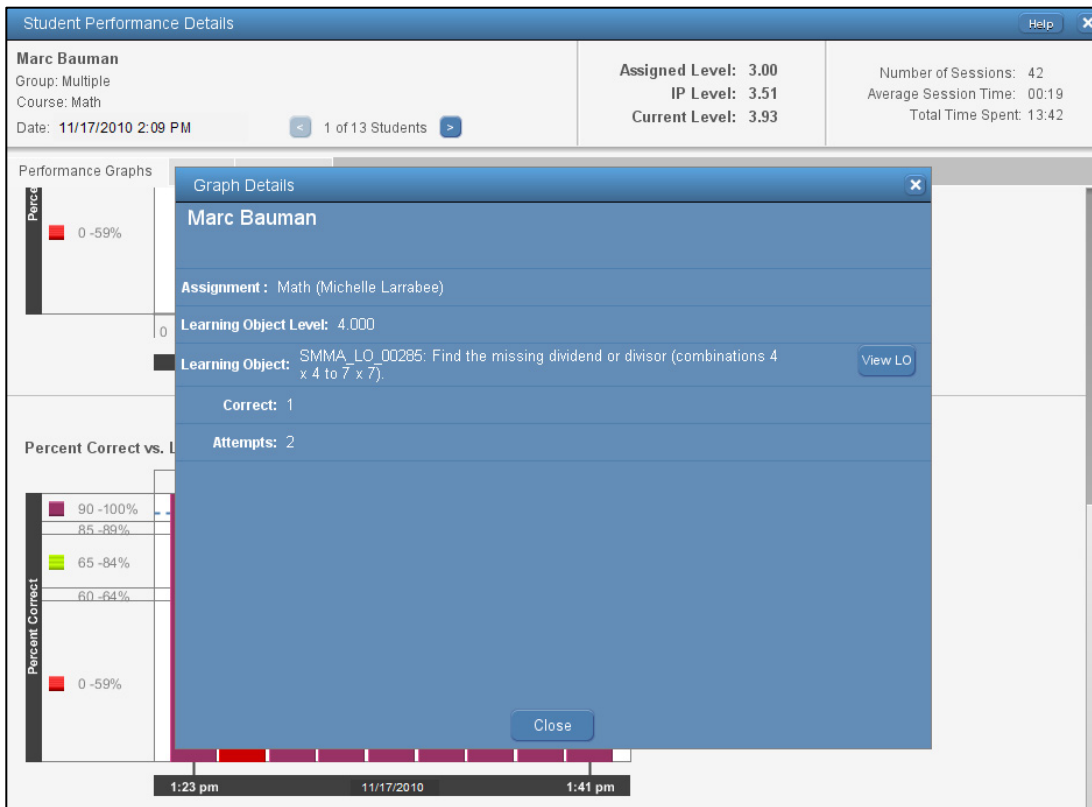 Student Performance Details
Help
Marc Bauman
Group: Multiple
Course: Math
Date: 11/17/2010 2:09 PM
< 1 of 13 Students >
Assigned Level: 3.00
IP Level: 3.51
Current Level: 3.93
Number of Sessions: 42
Average Session Time: 00:19
Total Time Spent: 13:42
Performance Graphs
Perce
0 -59%
0
Graph Details
Marc Bauman
Assignment : Math (Michelle Larrabee)
Learning Object Level: 4.000
Learning Object: SMMA_LO_00285: Find the missing dividend or divisor (combinations 4
x 4 to 7 x 7).
View LO
Correct: 1
Attempts: 2
Close
Percent Correct vs. L
Percent Correct
90 -100%
85 -89%
65 -84%
60 -64%
0 -59%
1:23 pm 11/17/2010 1:41 pm